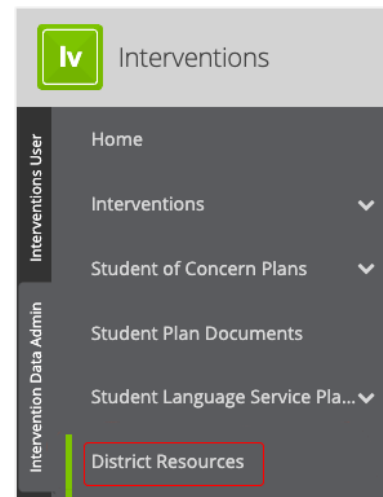 Iv
Interventions
Interventions User
Home
Interventions
Student of Concern Plans
Intervention Data Admin
Student Plan Documents
Student Language Service Pla...
District Resources